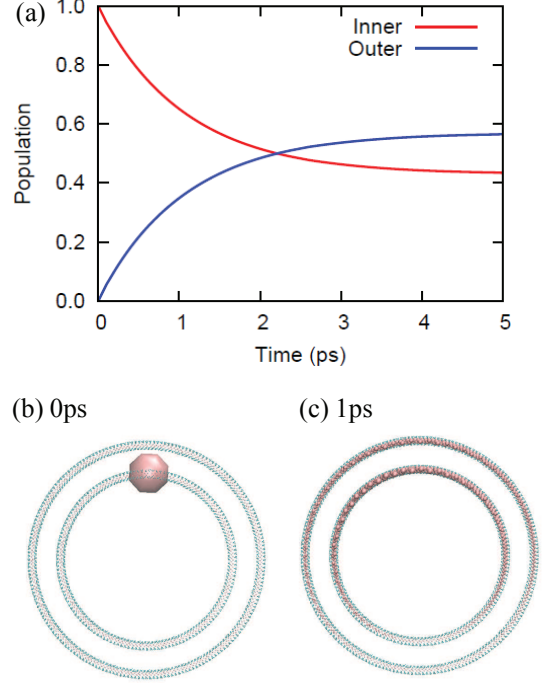 (a)
1.0
0.8
0.6
0.4
0.2
0.0
Population
Inner
Outer
0 1 2 3 4 5
Time (ps)
(b) 0ps
(c) 1ps